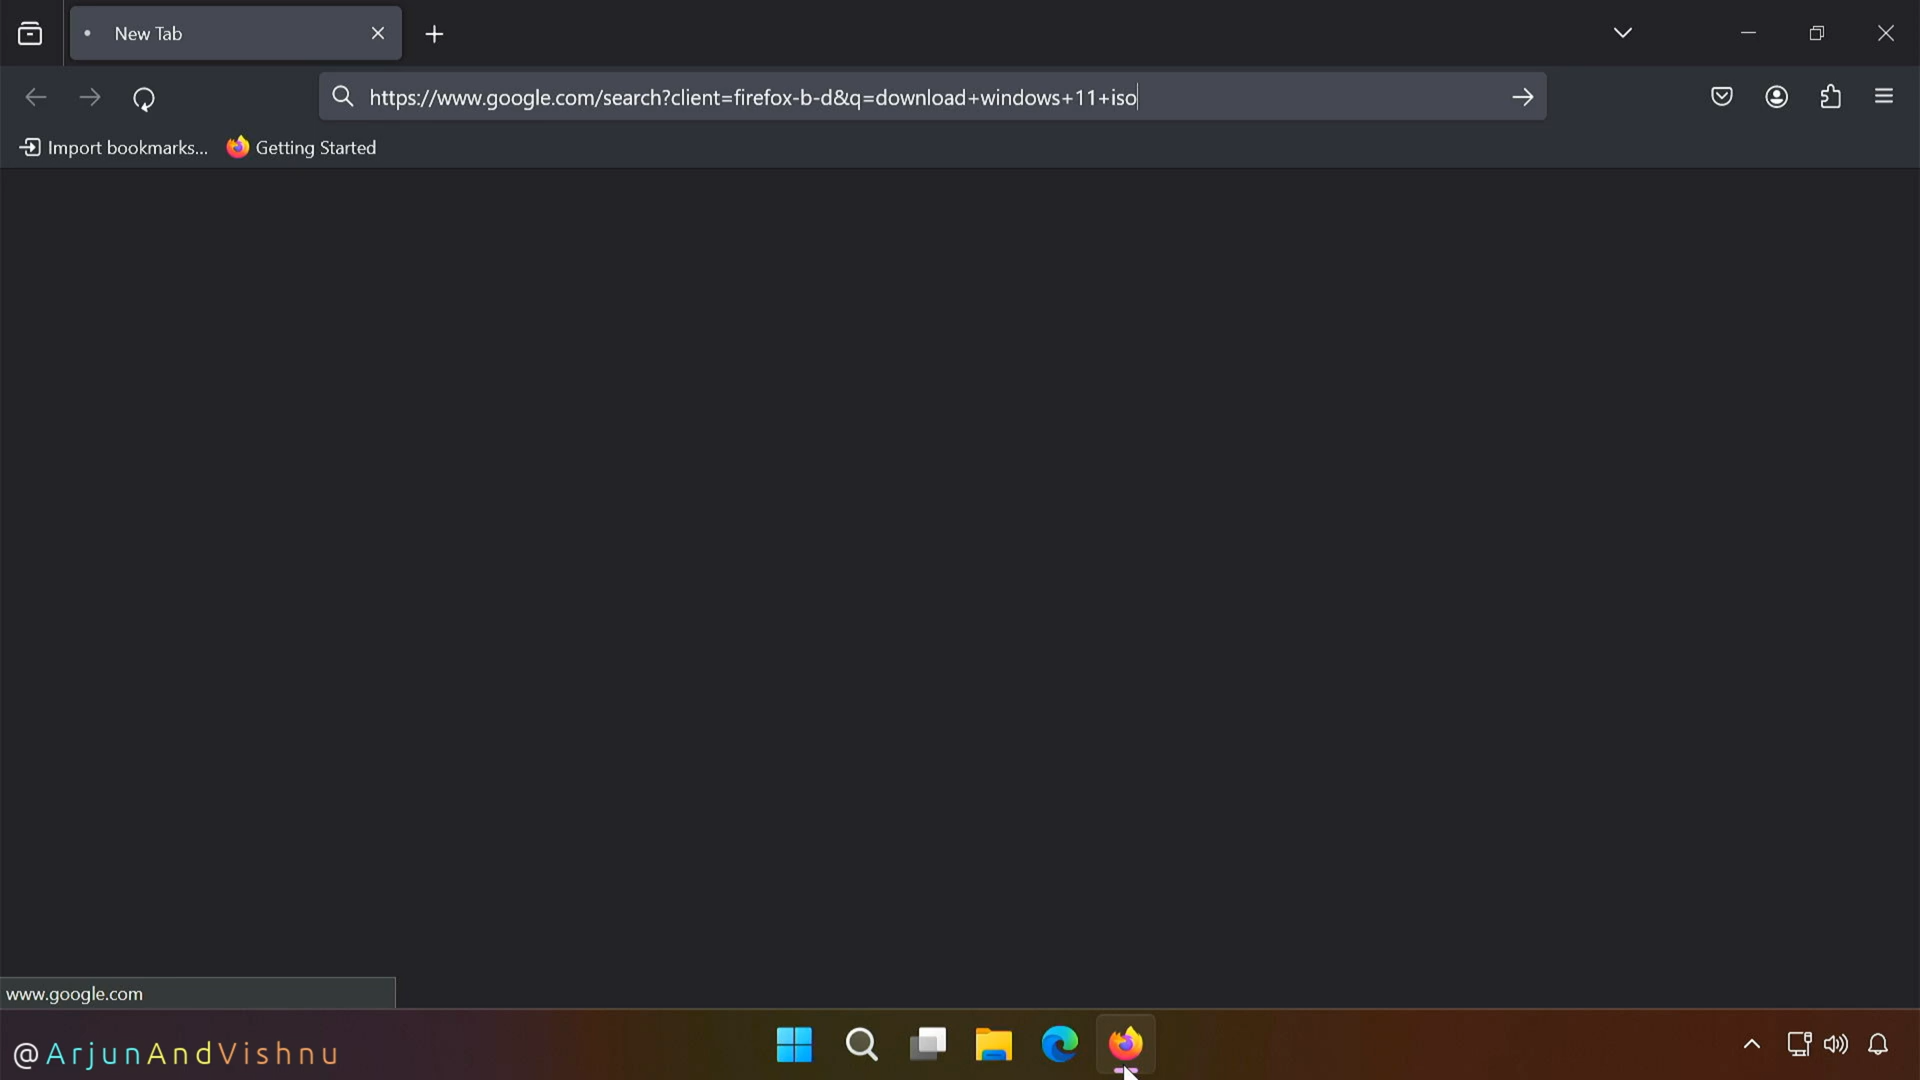 New Tab
https://www.google.com/search?client=firefox-b-d&q=download+windows+11+iso
Import bookmarks...
Getting Started
www.google.com
@ArjunAndVishnu